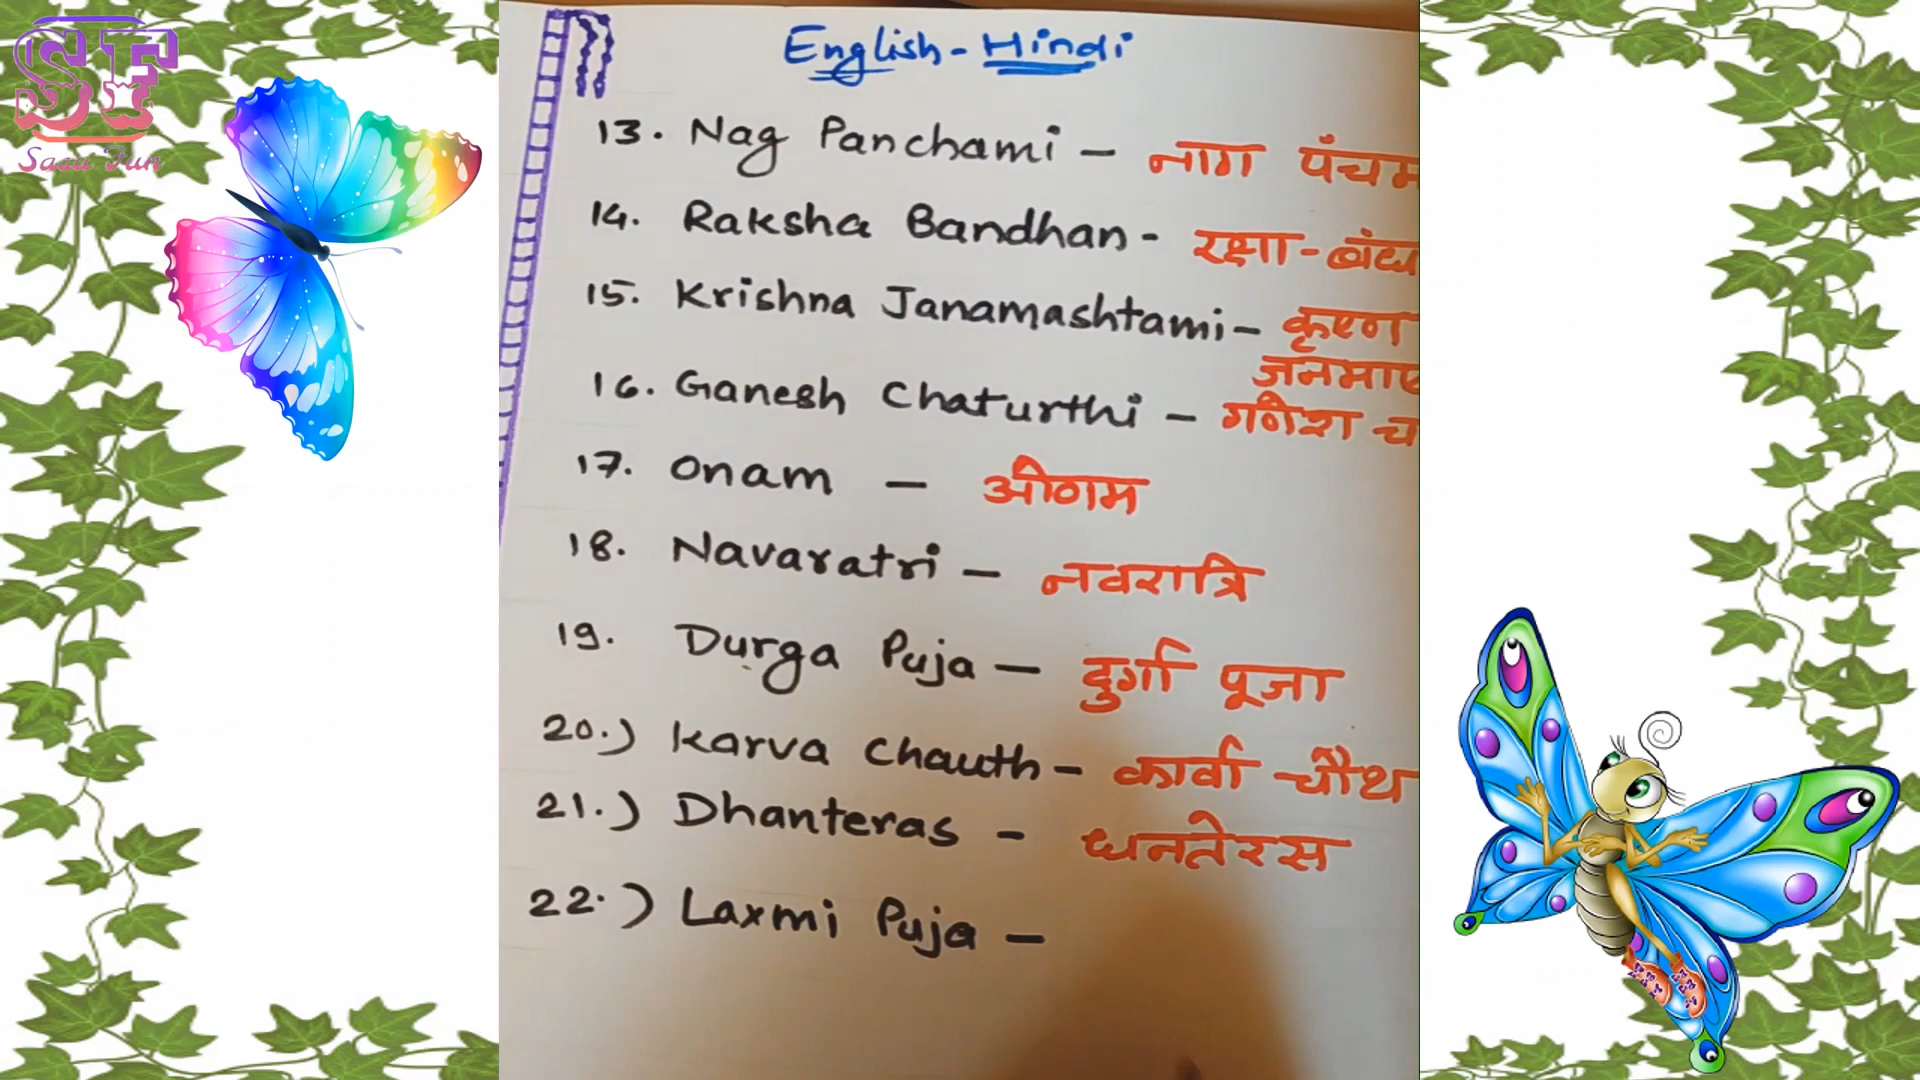 SF
English - Hindi
13. Nag Panchami - नाग पंचम
14. Raksha Bandhan - रक्षा-बंध
15. Krishna Janamashtami - कृष्ण
जनमाष
16. Ganesh Chaturthi - गणेश च
17. Onam - ओणम
18. Navaratri - नवरात्रि
19. Durga Puja - दुर्गा पूजा
20.) Karva Chauth - कार्वा चौथ
21.) Dhanteras - धनतेरस
22.) Laxmi Puja -